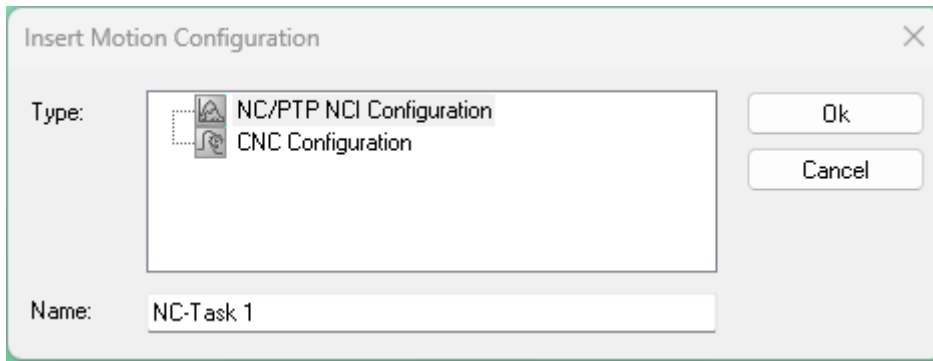 Insert Motion Configuration
Type:
NC/PTP NCI Configuration
CNC Configuration
Ok
Cancel
Name:
NC-Task 1